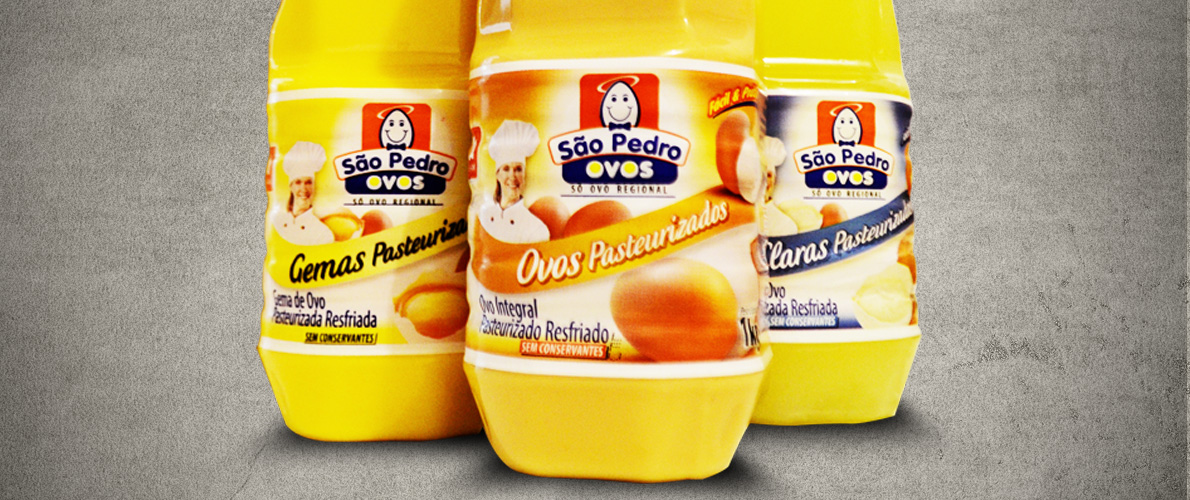 São Pedro
OVOS
SÓ OVO REGIONAL
Gemas
Gema de Ovo
Pasteurizada Resfriada
SEM CONSERVANTES
Fácil &
São Pedro
OVOS
SÓ OVO REGIONAL
Ovos Pasteurizados
Ovo Integral
Pasteurizado Resfriado
SEM CONSERVANTES
São Pedro
OVOS
SÓ OVO REGIONAL
Claras Pasteurizadas
Ovo
Resfriada
SEM CONSERVANTES